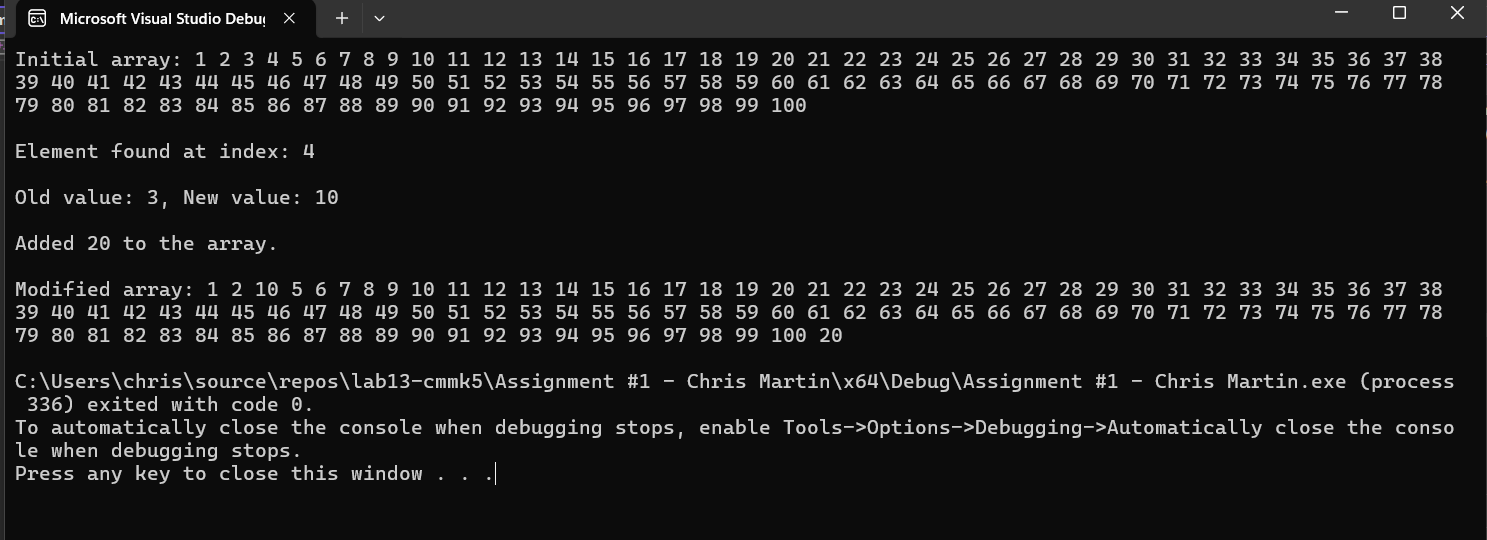 Microsoft Visual Studio Debu
Initial array: 1 2 3 4 5 6 7 8 9 10 11 12 13 14 15 16 17 18 19 20 21 22 23 24 25 26 27 28 29 30 31 32 33 34 35 36 37 38
39 40 41 42 43 44 45 46 47 48 49 50 51 52 53 54 55 56 57 58 59 60 61 62 63 64 65 66 67 68 69 70 71 72 73 74 75 76 77 78
79 80 81 82 83 84 85 86 87 88 89 90 91 92 93 94 95 96 97 98 99 100
Element found at index: 4
Old value: 3, New value: 10
Added 20 to the array.
Modified array: 1 2 10 5 6 7 8 9 10 11 12 13 14 15 16 17 18 19 20 21 22 23 24 25 26 27 28 29 30 31 32 33 34 35 36 37 38
39 40 41 42 43 44 45 46 47 48 49 50 51 52 53 54 55 56 57 58 59 60 61 62 63 64 65 66 67 68 69 70 71 72 73 74 75 76 77 78
79 80 81 82 83 84 85 86 87 88 89 90 91 92 93 94 95 96 97 98 99 100 20
C:\Users\chris\source\repos\lab13-cmmk5\Assignment #1 - Chris Martin\x64\Debug\Assignment #1 - Chris Martin.exe (process
336) exited with code 0.
To automatically close the console when debugging stops, enable Tools->Options->Debugging->Automatically close the conso
le when debugging stops.
Press any key to close this window . . .